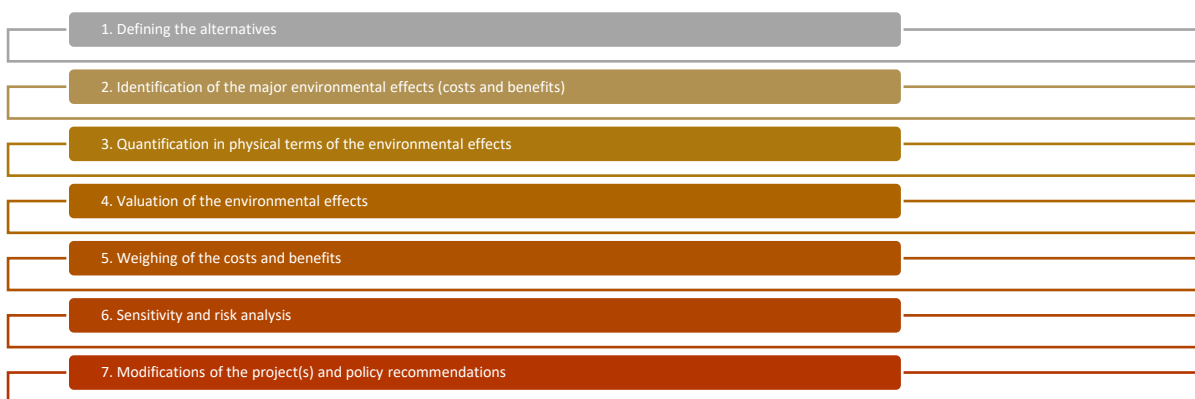 1. Defining the alternatives
2. Identification of the major environmental effects (costs and benefits)
3. Quantification in physical terms of the environmental effects
4. Valuation of the environmental effects
5. Weighing of the costs and benefits
6. Sensitivity and risk analysis
7. Modifications of the project(s) and policy recommendations